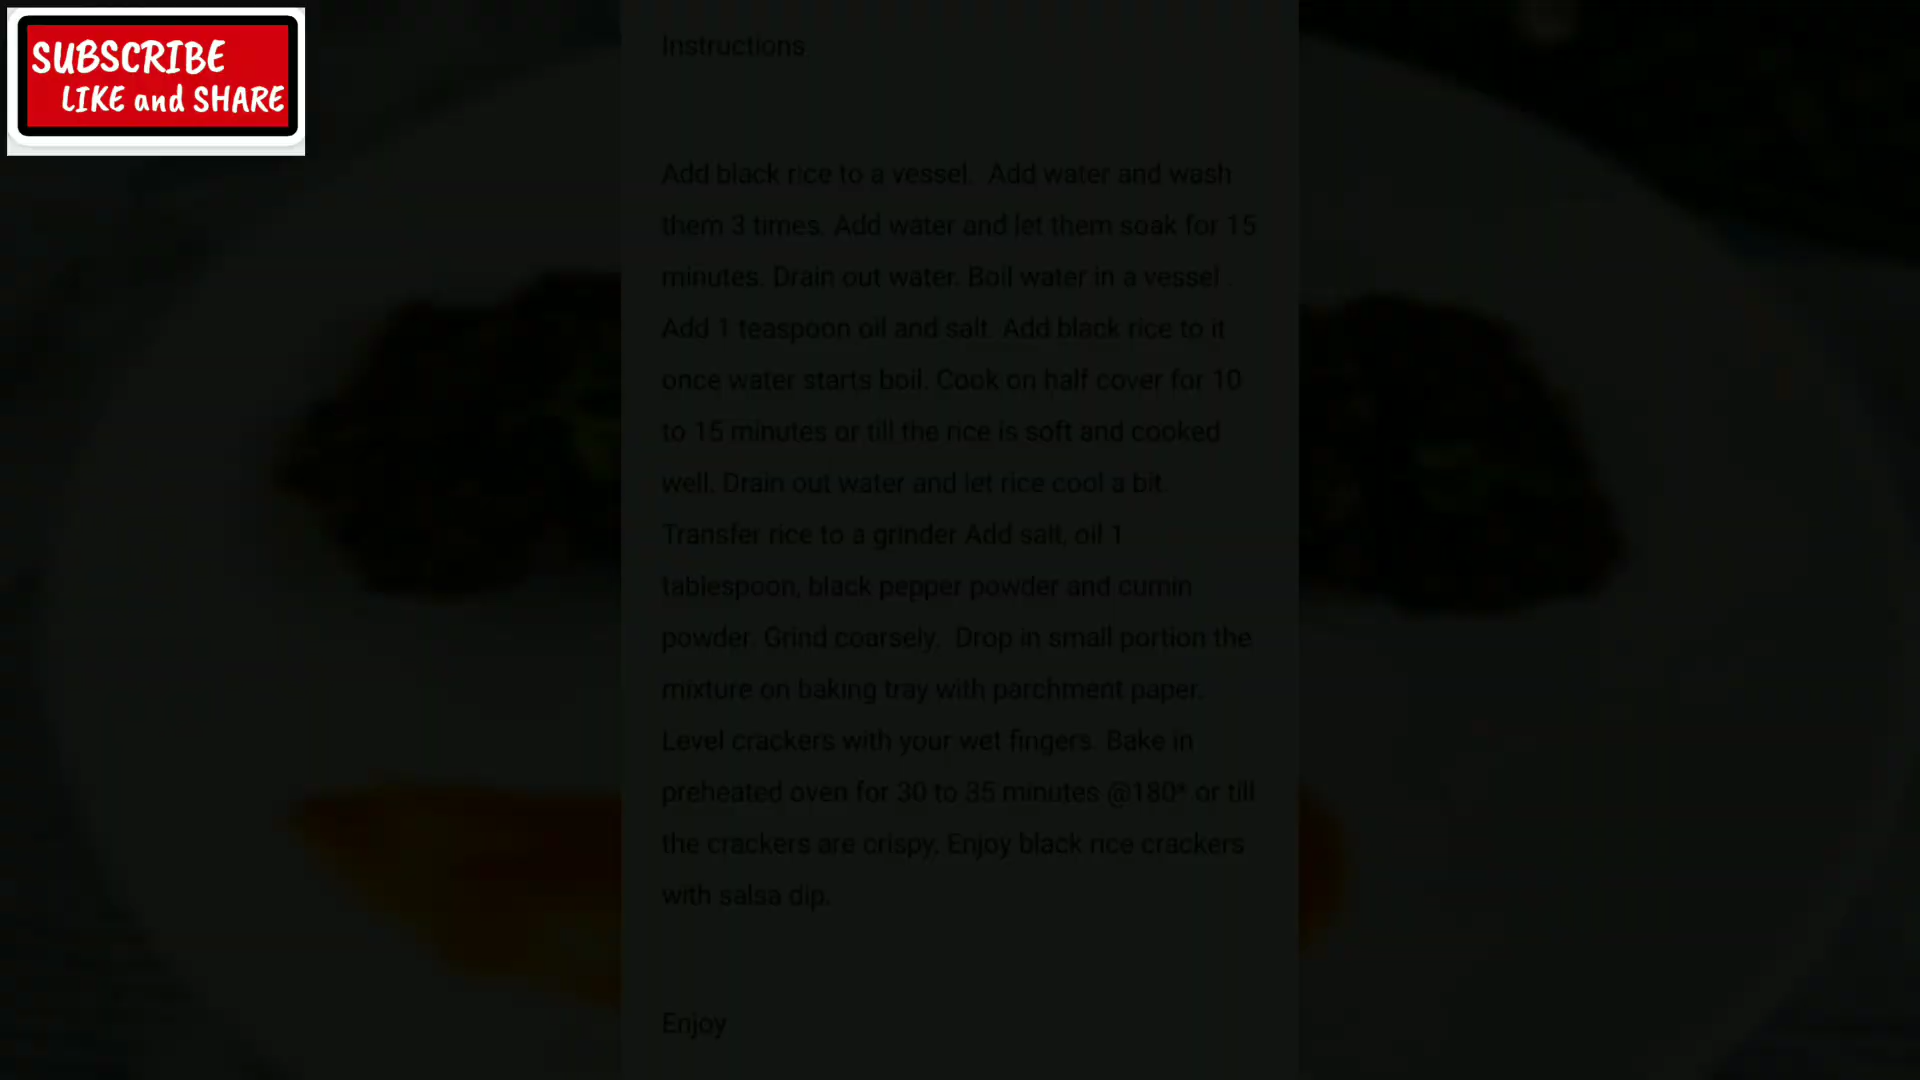 SUBSCRIBE
LIKE and SHARE
Instructions
Add black rice to a vessel. Add water and wash
them 3 times. Add water and let them soak for 15
minutes. Drain out water. Boil water in a vessel .
Add 1 teaspoon oil and salt. Add black rice to it
once water starts boil. Cook on half cover for 10
to 15 minutes or till the rice is soft and cooked
well. Drain out water and let rice cool a bit.
Transfer rice to a grinder Add salt, oil 1
tablespoon, black pepper powder and cumin
powder. Grind coarsely. Drop in small portion the
mixture on baking tray with parchment paper.
Level crackers with your wet fingers. Bake in
preheated oven for 30 to 35 minutes @180* or till
the crackers are crispy. Enjoy black rice crackers
with salsa dip.
Enjoy